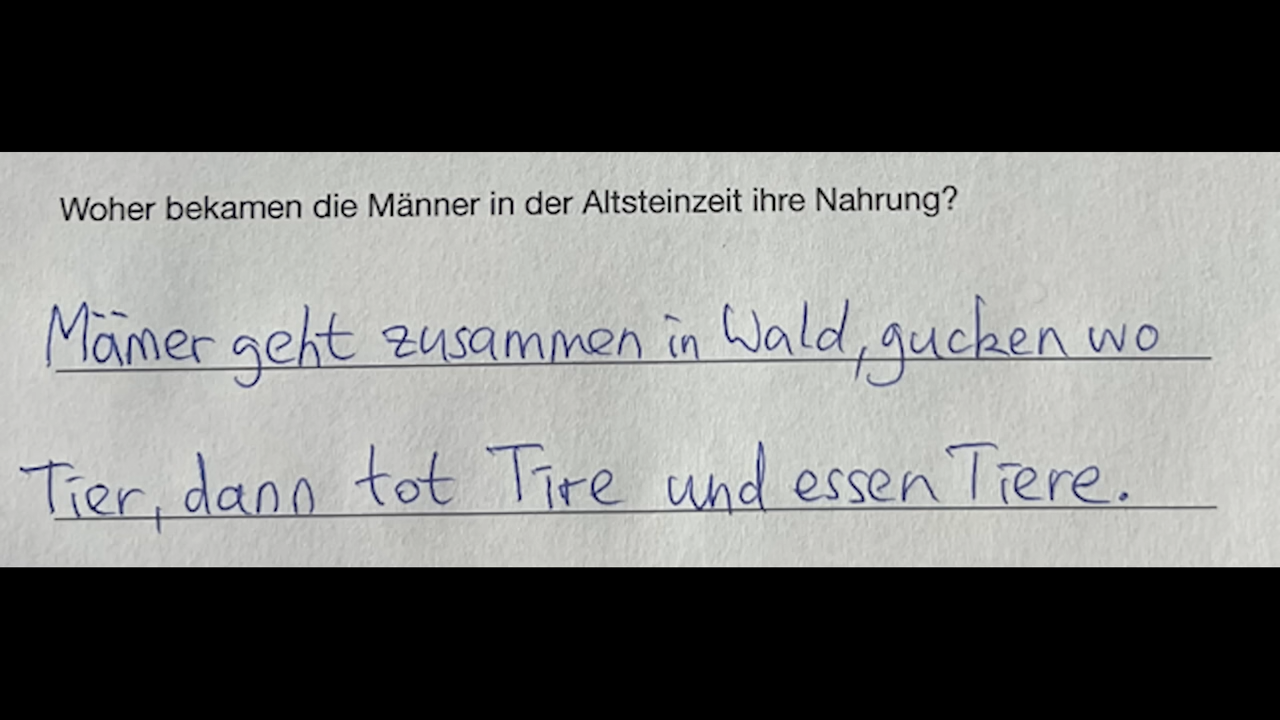 Woher bekamen die Männer in der Altsteinzeit ihre Nahrung?
Mämer geht zusammen in Wald, gucken wo
Tier, dann tot Tire und essen Tiere.